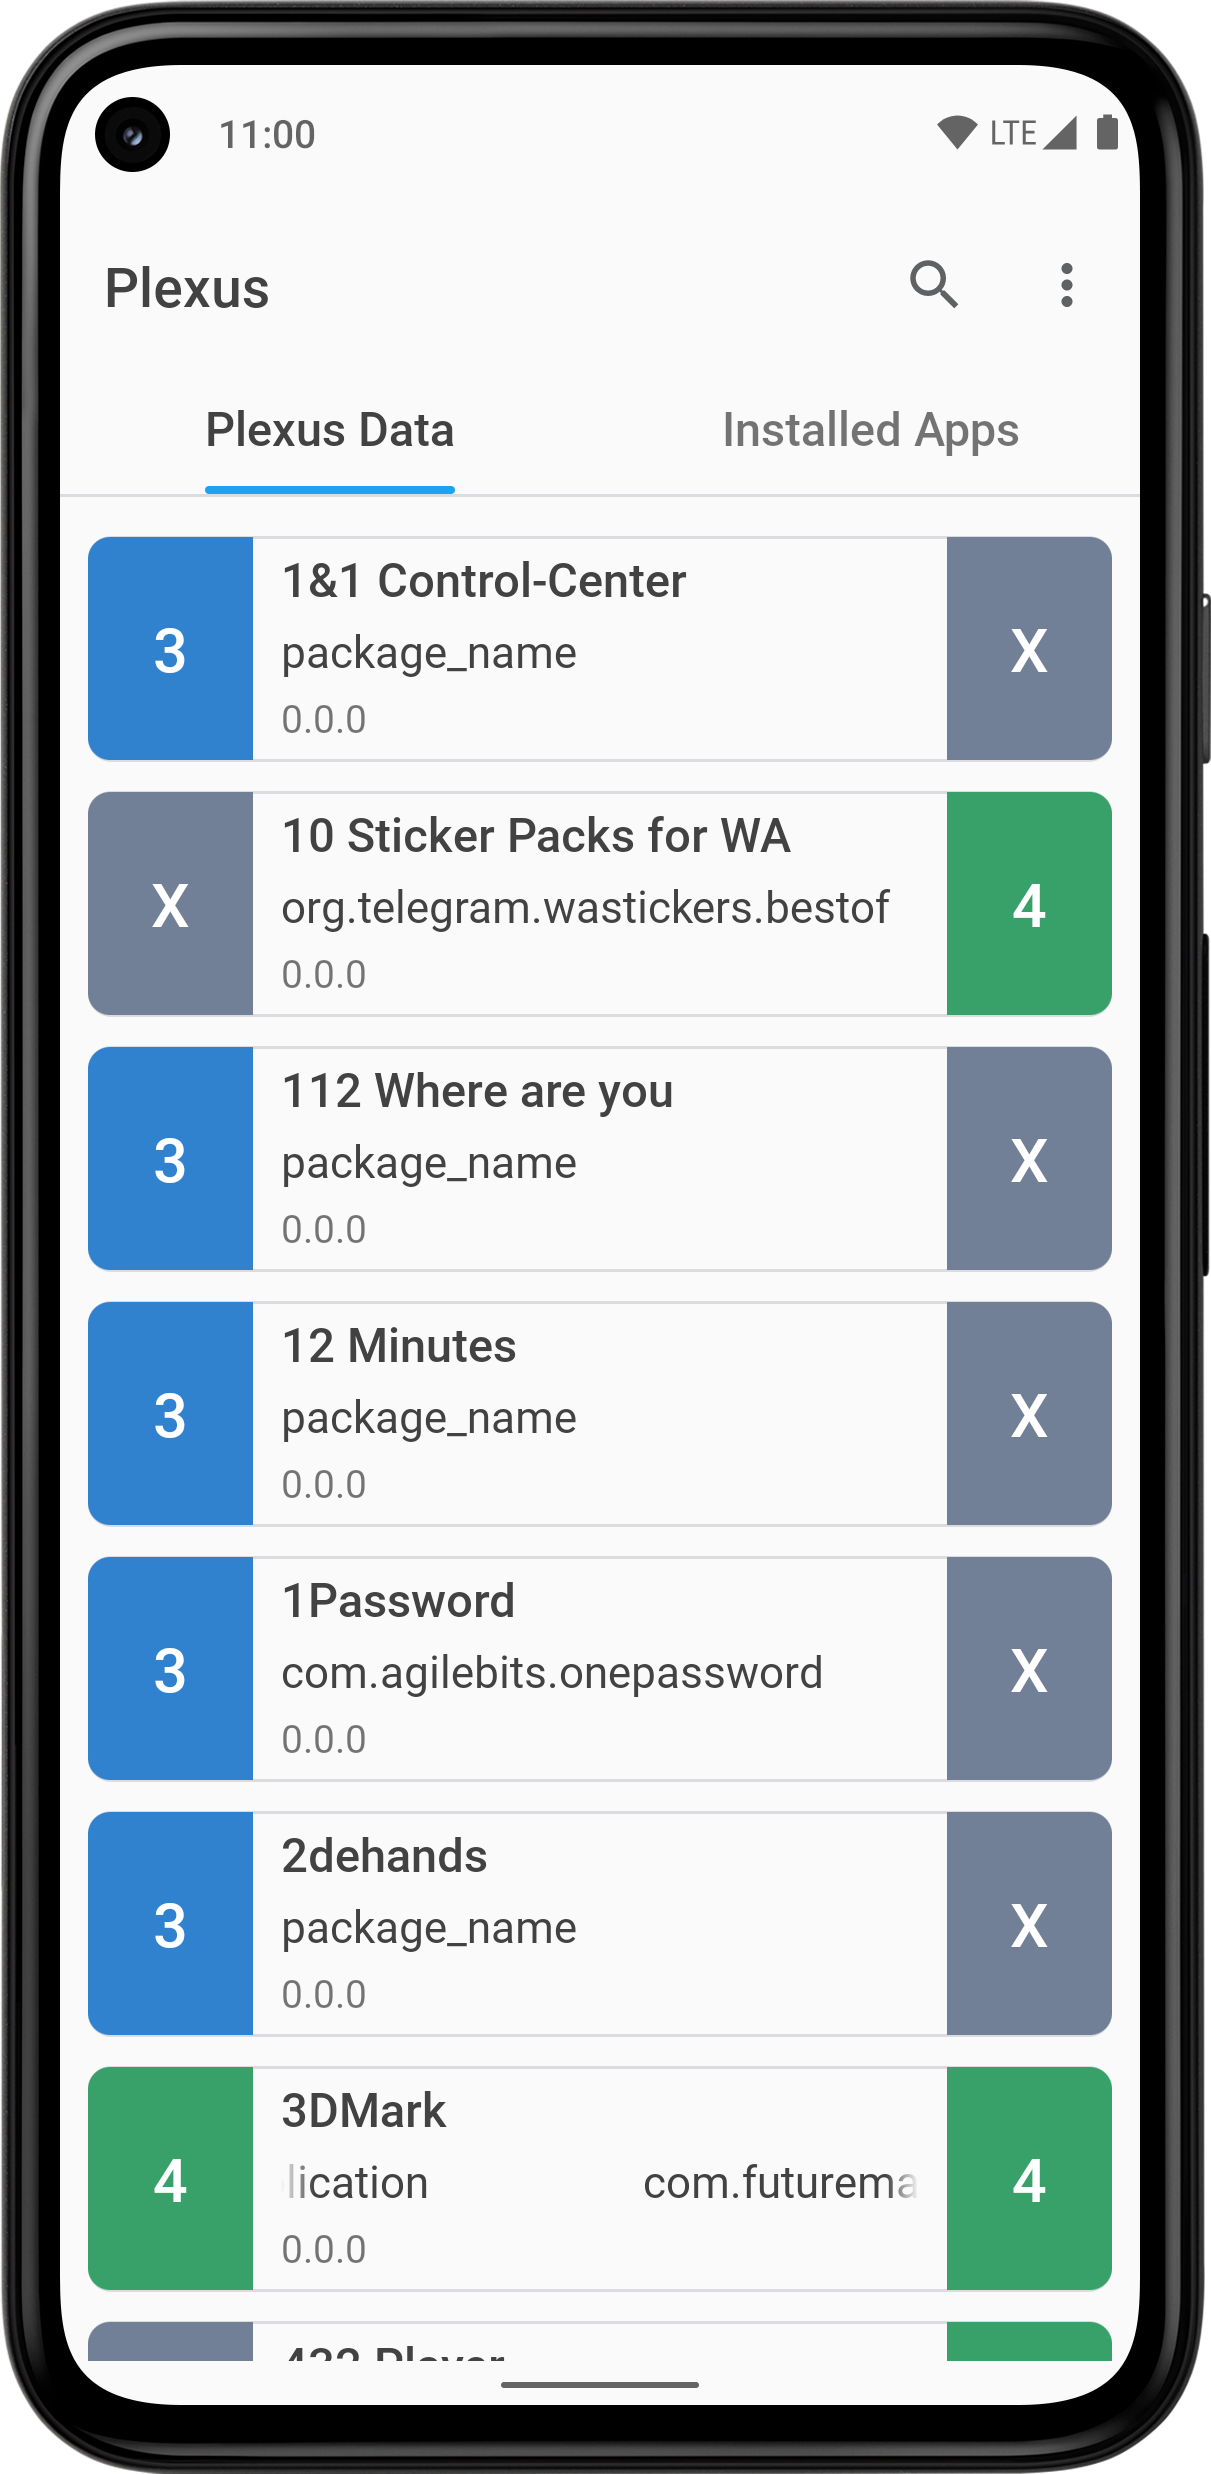 11:00 LTE
Plexus
Plexus Data Installed Apps
1&1 Control-Center
3 package_name X
0.0.0
10 Sticker Packs for WA
X org.telegram.wastickers.bestof 4
0.0.0
112 Where are you
3 package_name X
0.0.0
12 Minutes
3 package_name X
0.0.0
1Password
3 com.agilebits.onepassword X
0.0.0
2dehands
3 package_name X
0.0.0
3DMark
4 lication com.futurema 4
0.0.0
432 Player